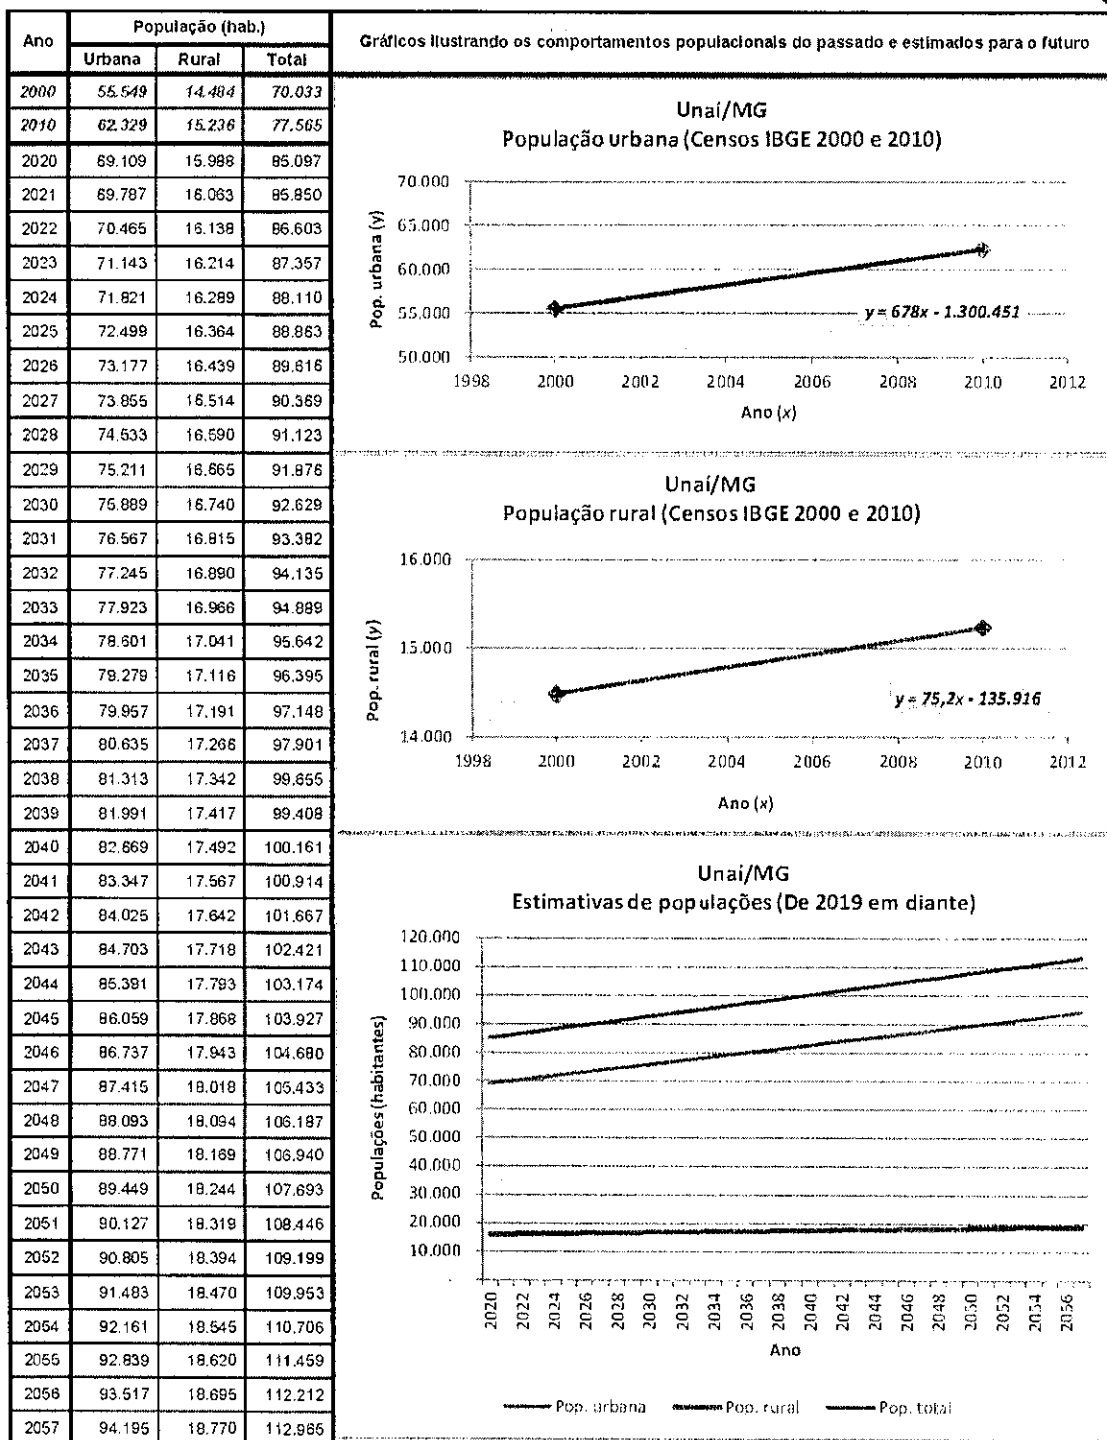 Ano População (hab.) Gráficos ilustrando os comportamentos populacionais do passado e estimados para o futuro
Urbana Rural Total
2000 55.549 14.484 70.033
2010 62.329 15.236 77.565
2020 69.109 15.988 85.097
2021 69.787 16.063 85.850
2022 70.465 16.138 86.603
2023 71.143 16.214 87.357
2024 71.821 16.289 88.110
2025 72.499 16.364 88.863
2026 73.177 16.439 89.616
2027 73.855 16.514 90.369
2028 74.533 16.590 91.123
2029 75.211 16.665 91.876
2030 75.889 16.740 92.629
2031 76.567 16.815 93.382
2032 77.245 16.890 94.135
2033 77.923 16.966 94.889
2034 78.601 17.041 95.642
2035 79.279 17.116 96.395
2036 79.957 17.191 97.148
2037 80.635 17.266 97.901
2038 81.313 17.342 98.655
2039 81.991 17.417 99.408
2040 82.669 17.492 100.161
2041 83.347 17.567 100.914
2042 84.025 17.642 101.667
2043 84.703 17.718 102.421
2044 85.381 17.793 103.174
2045 86.059 17.868 103.927
2046 86.737 17.943 104.680
2047 87.415 18.018 105.433
2048 88.093 18.094 106.187
2049 88.771 18.169 106.940
2050 89.449 18.244 107.693
2051 90.127 18.319 108.446
2052 90.805 18.394 109.199
2053 91.483 18.470 109.953
2054 92.161 18.545 110.706
2055 92.839 18.620 111.459
2056 93.517 18.695 112.212
2057 94.195 18.770 112.965
Unaí/MG
População urbana (Censos IBGE 2000 e 2010)
Pop. urbana (y)
70.000
65.000
60.000
55.000
50.000
y = 678x - 1.300.451
1998 2000 2002 2004 2006 2008 2010 2012
Ano (x)
Unaí/MG
População rural (Censos IBGE 2000 e 2010)
Pop. rural (y)
16.000
15.000
14.000
y = 75,2x - 135.916
1998 2000 2002 2004 2006 2008 2010 2012
Ano (x)
Unaí/MG
Estimativas de populações (De 2019 em diante)
Populações (habitantes)
120.000
110.000
100.000
90.000
80.000
70.000
60.000
50.000
40.000
30.000
20.000
10.000
-
2020 2022 2024 2026 2028 2030 2032 2034 2036 2038 2040 2042 2044 2046 2048 2050 2052 2054 2056
Ano
Pop. urbana Pop. rural Pop. total